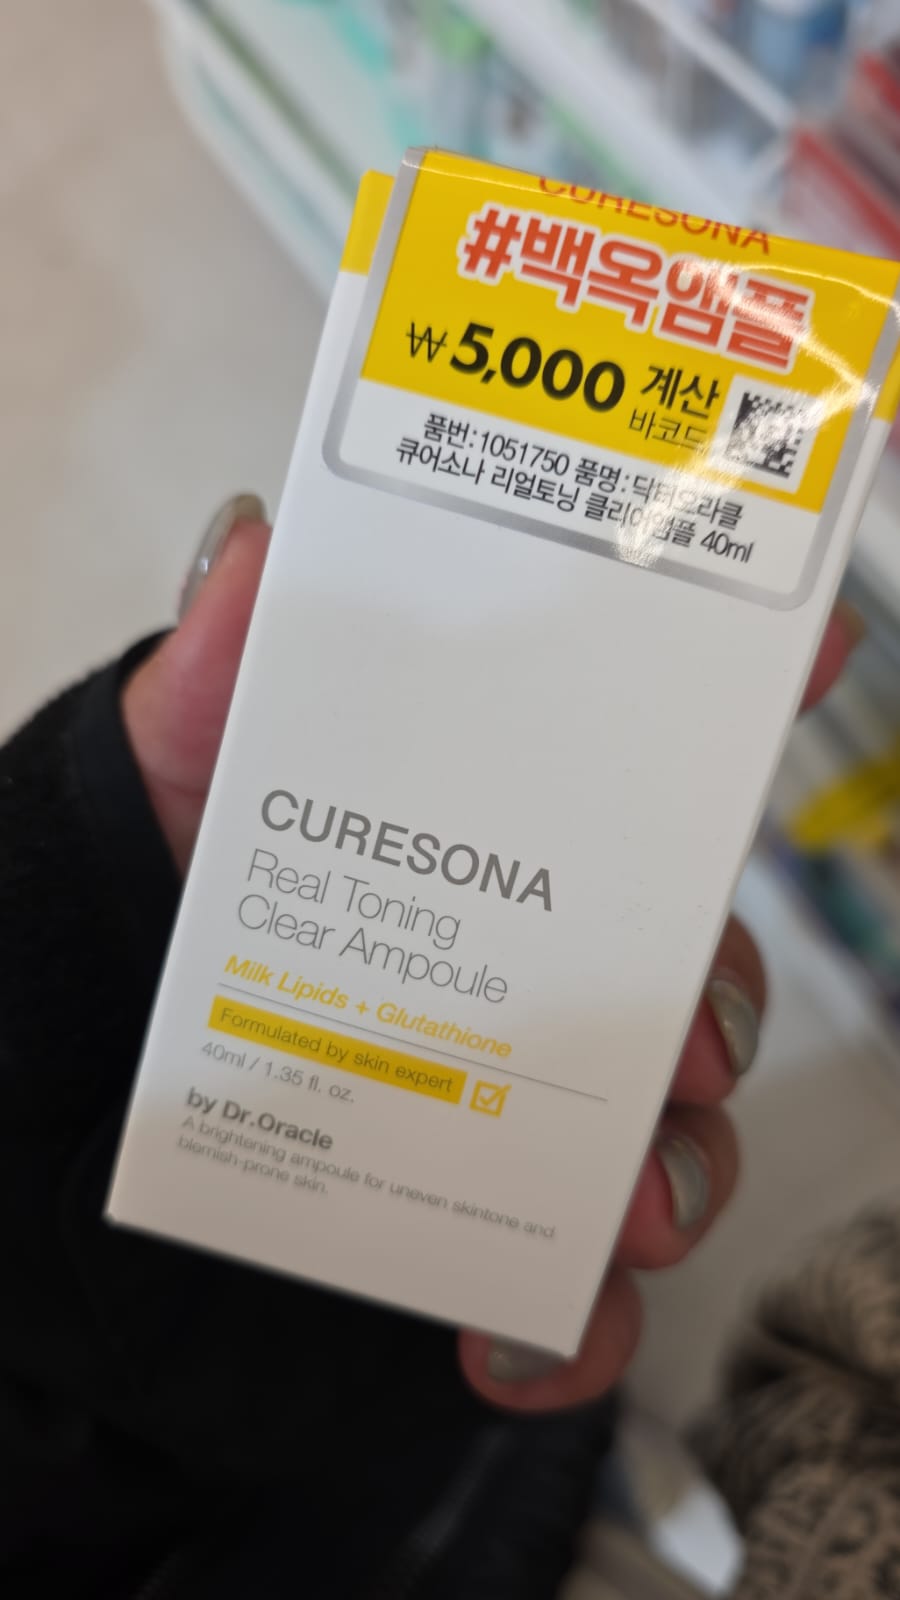 CURESONA
#백옥앰플
₩5,000 계산
바코드
품번:1051750 품명:닥터오라클
큐어소나 리얼토닝 클리어앰플 40ml
CURESONA
Real Toning
Clear Ampoule
Milk Lipids + Glutathione
Formulated by skin expert
40ml / 1.35 fl. oz.
by Dr.Oracle
A brightening ampoule for uneven skintone and
blemish-prone skin.